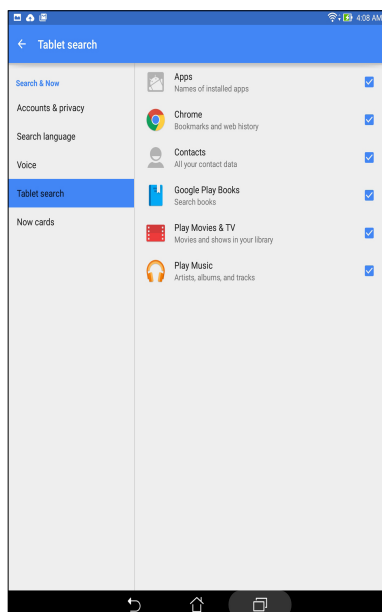 4:08 AM
Tablet search
Search & Now
Accounts & privacy
Search language
Voice
Tablet search
Now cards
Apps
Names of installed apps
Chrome
Bookmarks and web history
Contacts
All your contact data
Google Play Books
Search books
Play Movies & TV
Movies and shows in your library
Play Music
Artists, albums, and tracks